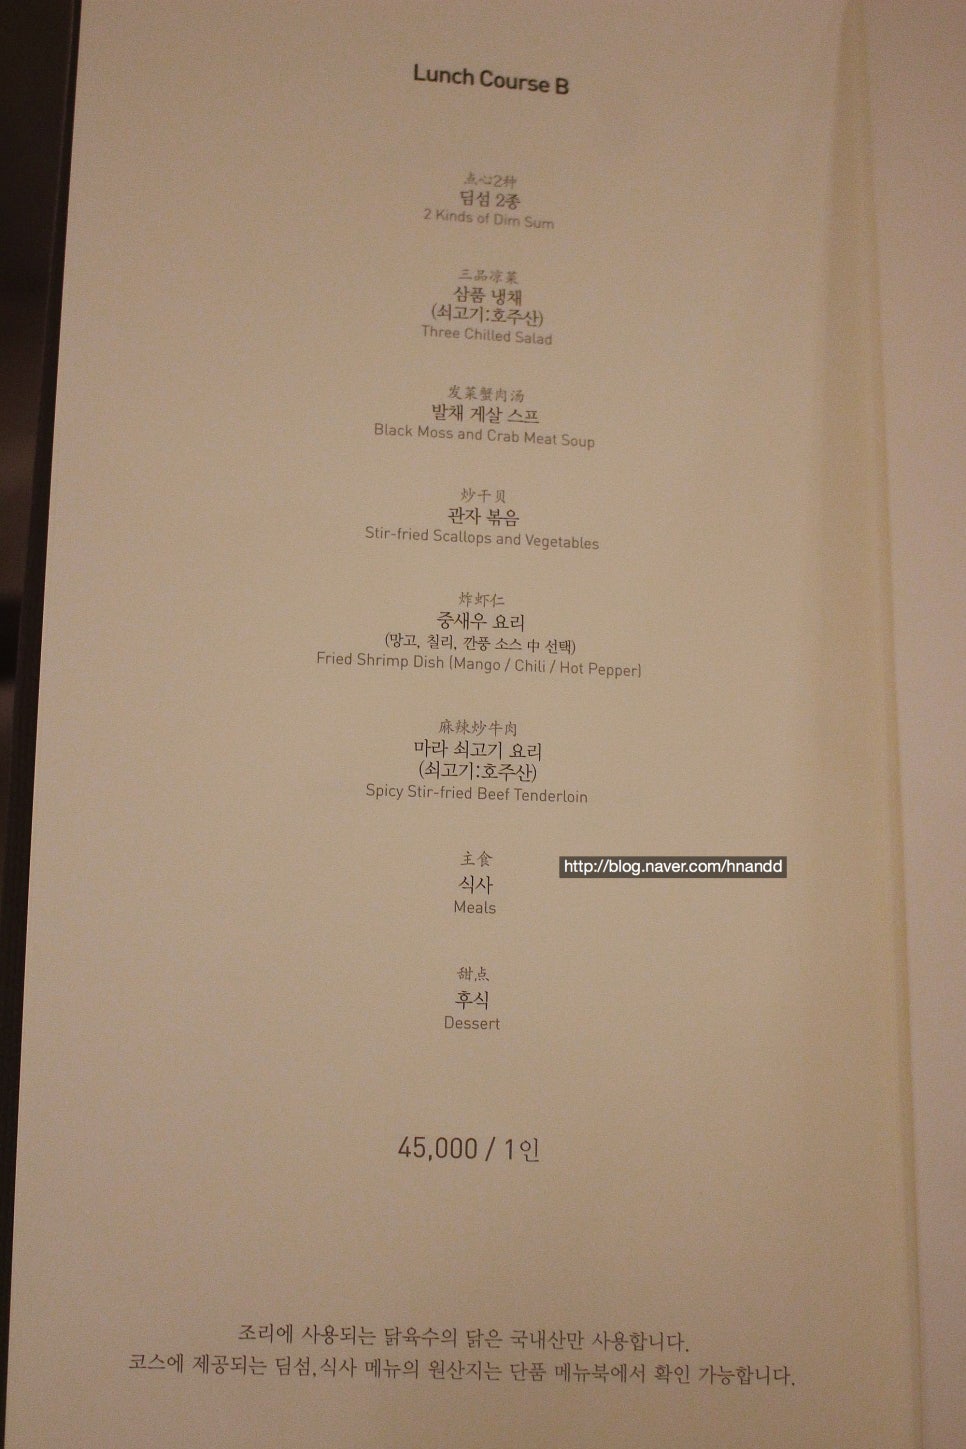 Lunch Course B
点心2种
딤섬 2종
2 Kinds of Dim Sum
三品凉菜
삼품 냉채
(쇠고기:호주산)
Three Chilled Salad
发菜蟹肉汤
발채 게살 스프
Black Moss and Crab Meat Soup
炒干贝
관자 볶음
Stir-fried Scallops and Vegetables
炸虾仁
중새우 요리
(망고, 칠리, 깐풍 소스 中 선택)
Fried Shrimp Dish (Mango / Chili / Hot Pepper)
麻辣炒牛肉
마라 쇠고기 요리
(쇠고기:호주산)
Spicy Stir-fried Beef Tenderloin
主食
식사
Meals
http://blog.naver.com/hnandd
甜点
후식
Dessert
45,000 / 1인
조리에 사용되는 닭육수의 닭은 국내산만 사용합니다.
코스에 제공되는 딤섬,식사 메뉴의 원산지는 단품 메뉴북에서 확인 가능합니다.